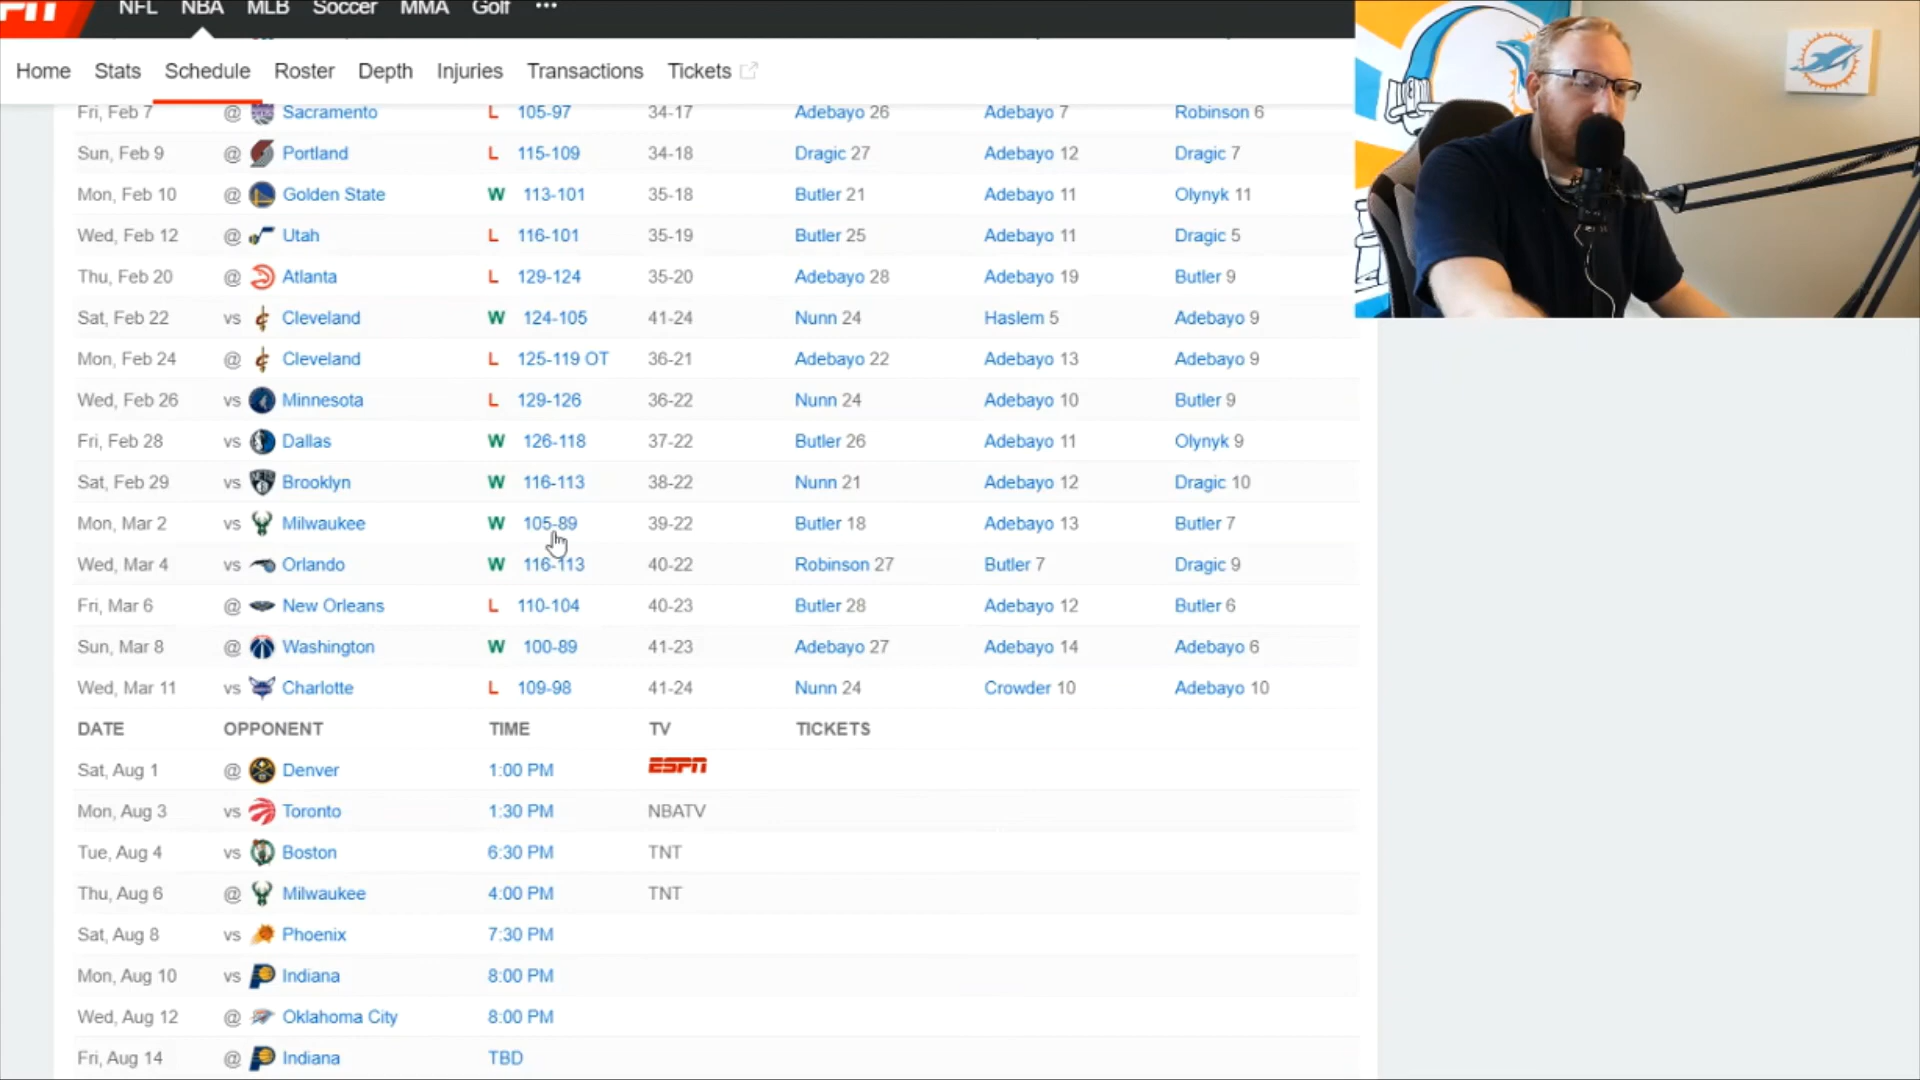 NFL NBA MLB Soccer MMA Golf •••
Home Stats Schedule Roster Depth Injuries Transactions Tickets
Fri, Feb 7 @ Sacramento L 105-97 34-17 Adebayo 26 Adebayo 7 Robinson 6
Sun, Feb 9 @ Portland L 115-109 34-18 Dragic 27 Adebayo 12 Dragic 7
Mon, Feb 10 @ Golden State W 113-101 35-18 Butler 21 Adebayo 11 Olynyk 11
Wed, Feb 12 @ Utah L 116-101 35-19 Butler 25 Adebayo 11 Dragic 5
Thu, Feb 20 @ Atlanta L 129-124 35-20 Adebayo 28 Adebayo 19 Butler 9
Sat, Feb 22 vs Cleveland W 124-105 41-24 Nunn 24 Haslem 5 Adebayo 9
Mon, Feb 24 @ Cleveland L 125-119 OT 36-21 Adebayo 22 Adebayo 13 Adebayo 9
Wed, Feb 26 vs Minnesota L 129-126 36-22 Nunn 24 Adebayo 10 Butler 9
Fri, Feb 28 vs Dallas W 126-118 37-22 Butler 26 Adebayo 11 Olynyk 9
Sat, Feb 29 vs Brooklyn W 116-113 38-22 Nunn 21 Adebayo 12 Dragic 10
Mon, Mar 2 vs Milwaukee W 105-89 39-22 Butler 18 Adebayo 13 Butler 7
Wed, Mar 4 vs Orlando W 116-113 40-22 Robinson 27 Butler 7 Dragic 9
Fri, Mar 6 @ New Orleans L 110-104 40-23 Butler 28 Adebayo 12 Butler 6
Sun, Mar 8 @ Washington W 100-89 41-23 Adebayo 27 Adebayo 14 Adebayo 6
Wed, Mar 11 vs Charlotte L 109-98 41-24 Nunn 24 Crowder 10 Adebayo 10
DATE OPPONENT TIME TV TICKETS
Sat, Aug 1 @ Denver 1:00 PM ESPN
Mon, Aug 3 vs Toronto 1:30 PM NBATV
Tue, Aug 4 vs Boston 6:30 PM TNT
Thu, Aug 6 @ Milwaukee 4:00 PM TNT
Sat, Aug 8 vs Phoenix 7:30 PM
Mon, Aug 10 vs Indiana 8:00 PM
Wed, Aug 12 @ Oklahoma City 8:00 PM
Fri, Aug 14 @ Indiana TBD